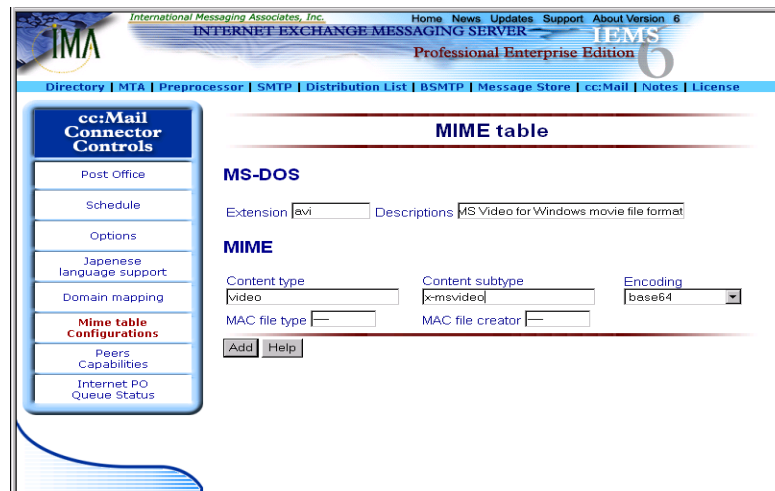 International Messaging Associates, Inc.
Home News Updates Support About Version 6
IMA
INTERNET EXCHANGE MESSAGING SERVER
IEMS
Professional Enterprise Edition
6
Directory | MTA | Preprocessor | SMTP | Distribution List | BSMTP | Message Store | cc:Mail | Notes | License
cc:Mail
Connector
Controls
Post Office
Schedule
Options
Japenese
language support
Domain mapping
Mime table
Configurations
Peers
Capabilities
Internet PO
Queue Status
MIME table
MS-DOS
Extension avi Descriptions MS Video for Windows movie file format
MIME
Content type Content subtype Encoding
video x-msvideo base64
MAC file type ---- MAC file creator ----
Add Help